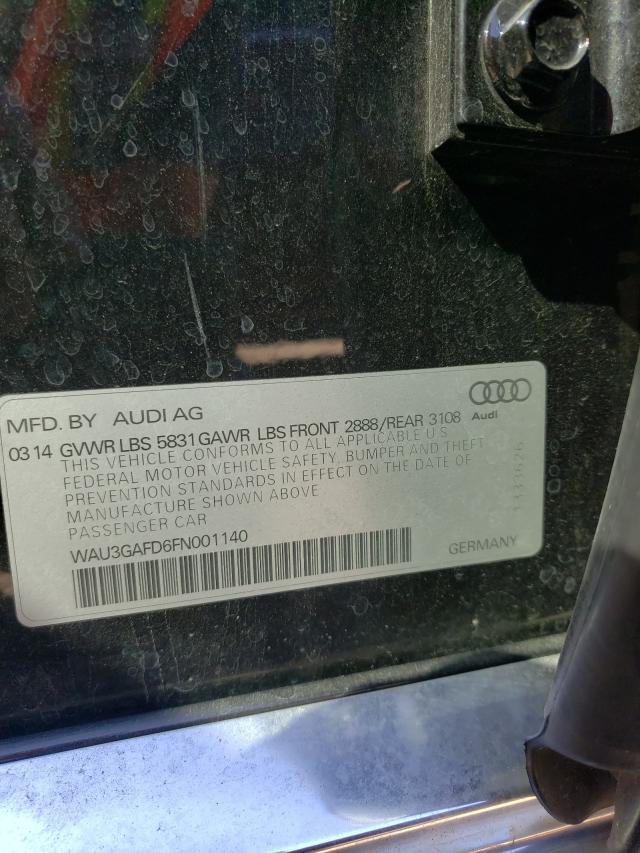 MFD. BY AUDI AG
Audi
03 14 GVWR LBS 5831 GAWR LBS FRONT 2888/REAR 3108
THIS VEHICLE CONFORMS TO ALL APPLICABLE U.S.
FEDERAL MOTOR VEHICLE SAFETY, BUMPER AND THEFT
PREVENTION STANDARDS IN EFFECT ON THE DATE OF
MANUFACTURE SHOWN ABOVE
PASSENGER CAR
WAU3GAFD6FN001140
GERMANY